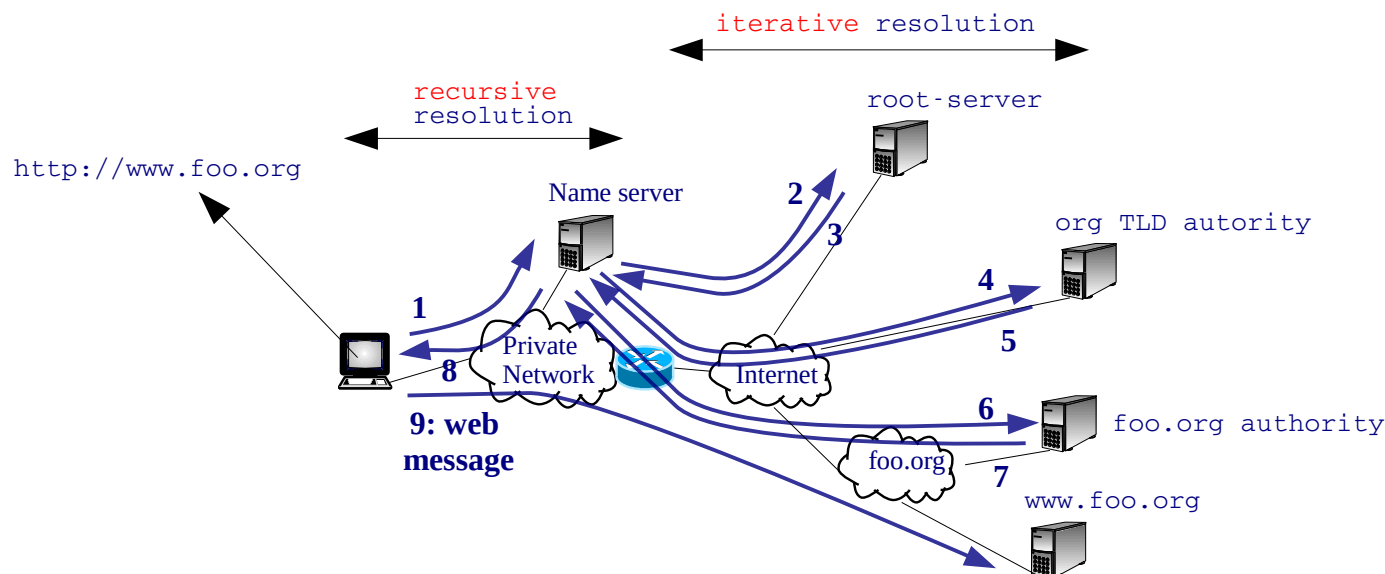 iterative resolution
recursive
resolution
root-server
http://www.foo.org
Name server
2
3
org TLD autority
1
4
5
8
Private
Network
Internet
9: web
message
6
foo.org authority
foo.org
7
www.foo.org